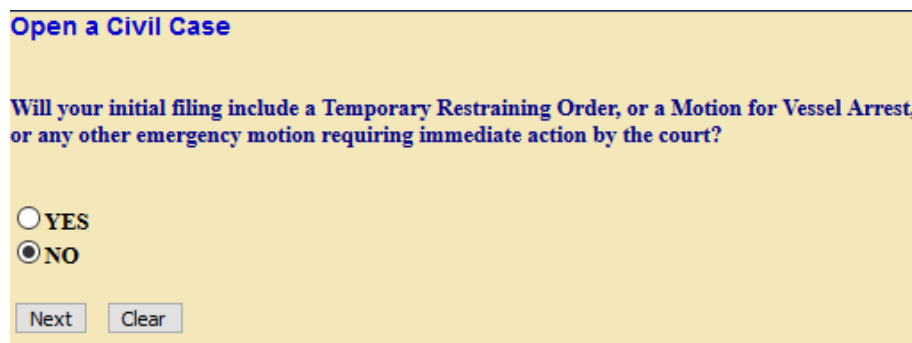 Open a Civil Case
Will your initial filing include a Temporary Restraining Order, or a Motion for Vessel Arrest,
or any other emergency motion requiring immediate action by the court?
YES
NO
Next Clear